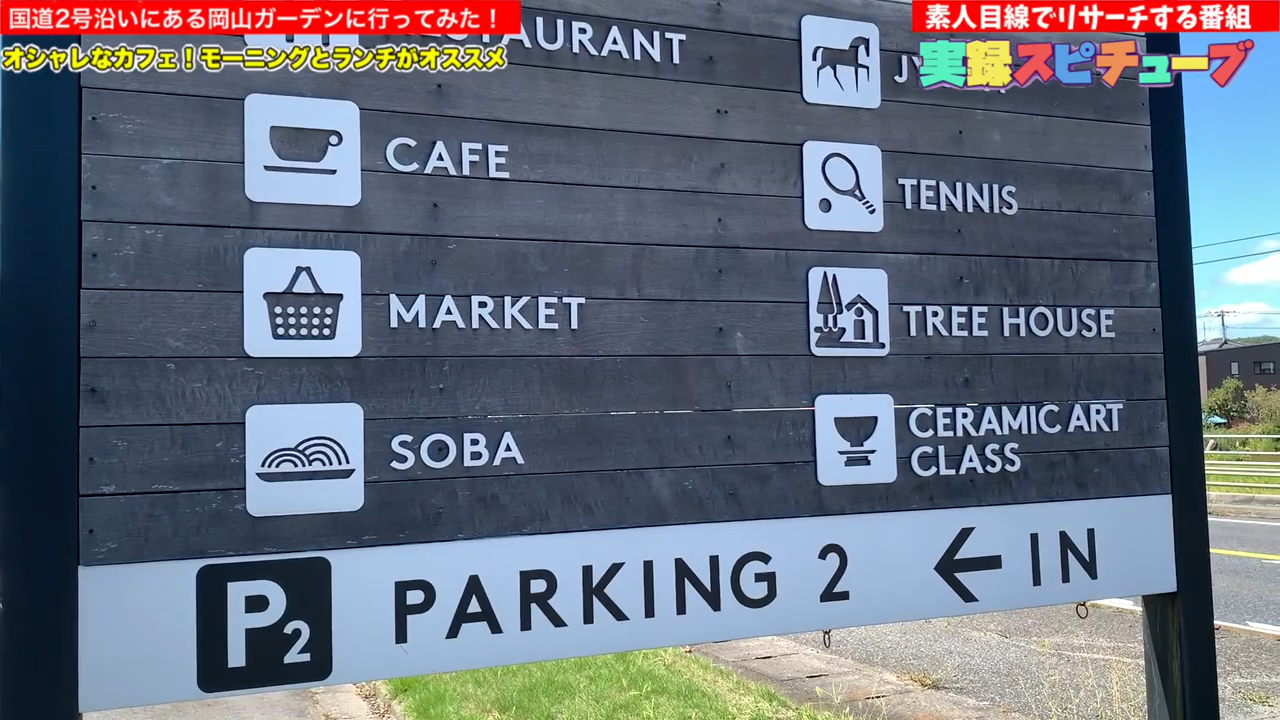 国道2号沿いにある岡山ガーデンに行ってみた！
オシャレなカフェ！モーニングとランチがオススメ
素人目線でリサーチする番組
実録スピチューブ
RESTAURANT
CAFE
TENNIS
MARKET
TREE HOUSE
SOBA
CERAMIC ART
CLASS
P2 PARKING 2 ← IN